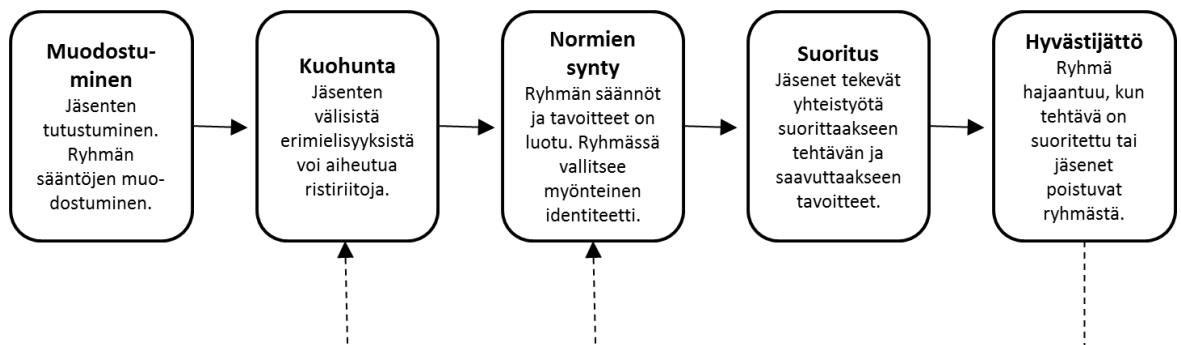 Muodostu-
minen
Jäsenten
tutustuminen.
Ryhmän
sääntöjen muo-
dostuminen.
Kuohunta
Jäsenten
välisistä
erimielisyyksistä
voi aiheutua
ristiriitoja.
Normien
synty
Ryhmän säännöt
ja tavoitteet on
luotu. Ryhmässä
vallitsee
myönteinen
identiteetti.
Suoritus
Jäsenet tekevät
yhteistyötä
suorittaakseen
tehtävän ja
saavuttaakseen
tavoitteet.
Hyvästijättö
Ryhmä
hajaantuu, kun
tehtävä on
suoritettu tai
jäsenet
poistuvat
ryhmästä.